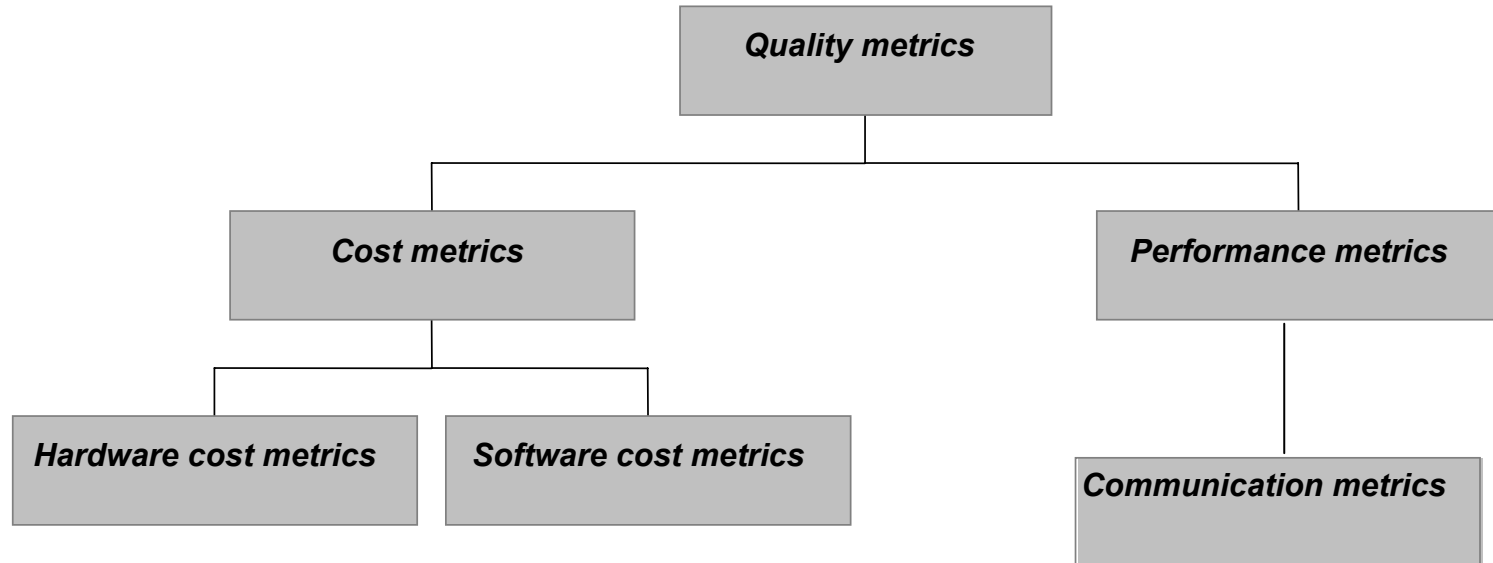 Quality metrics
Cost metrics
Performance metrics
Hardware cost metrics
Software cost metrics
Communication metrics